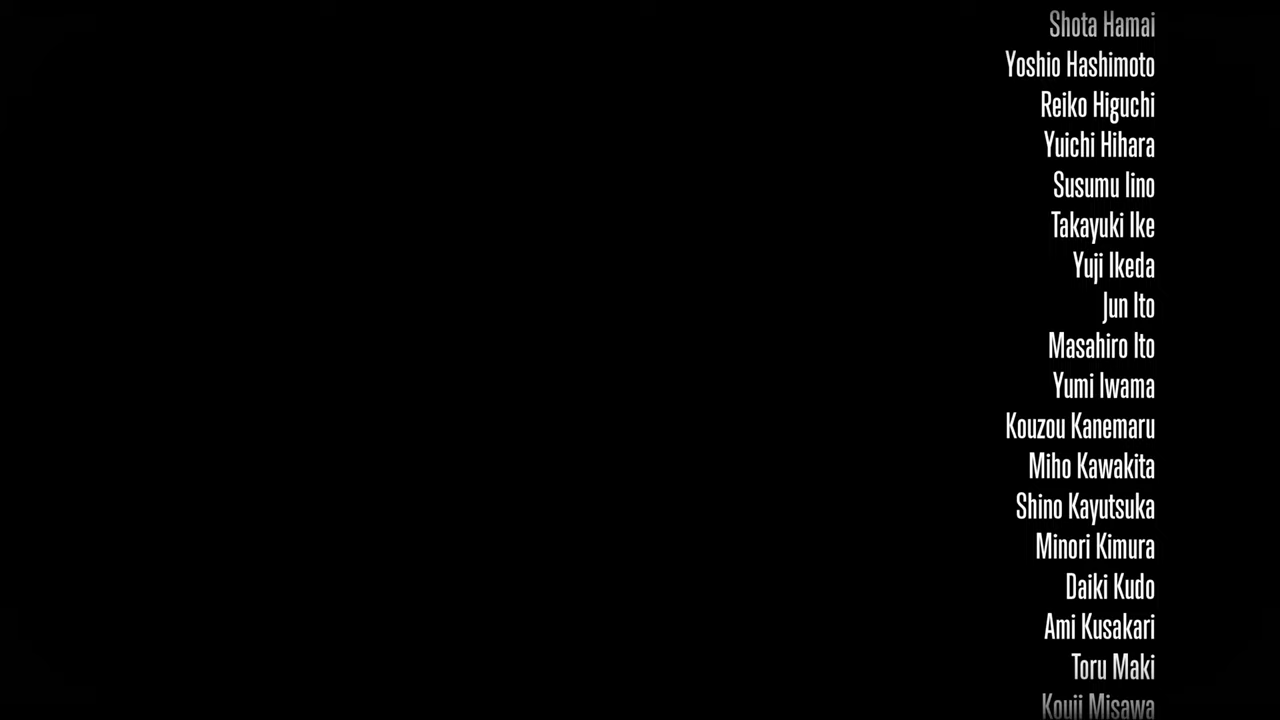 Shota Hamai
Yoshio Hashimoto
Reiko Higuchi
Yuichi Hihara
Susumu Iino
Takayuki Ike
Yuji Ikeda
Jun Ito
Masahiro Ito
Yumi Iwama
Kouzou Kanemaru
Miho Kawakita
Shino Kayutsuka
Minori Kimura
Daiki Kudo
Ami Kusakari
Toru Maki
Kouji Misawa